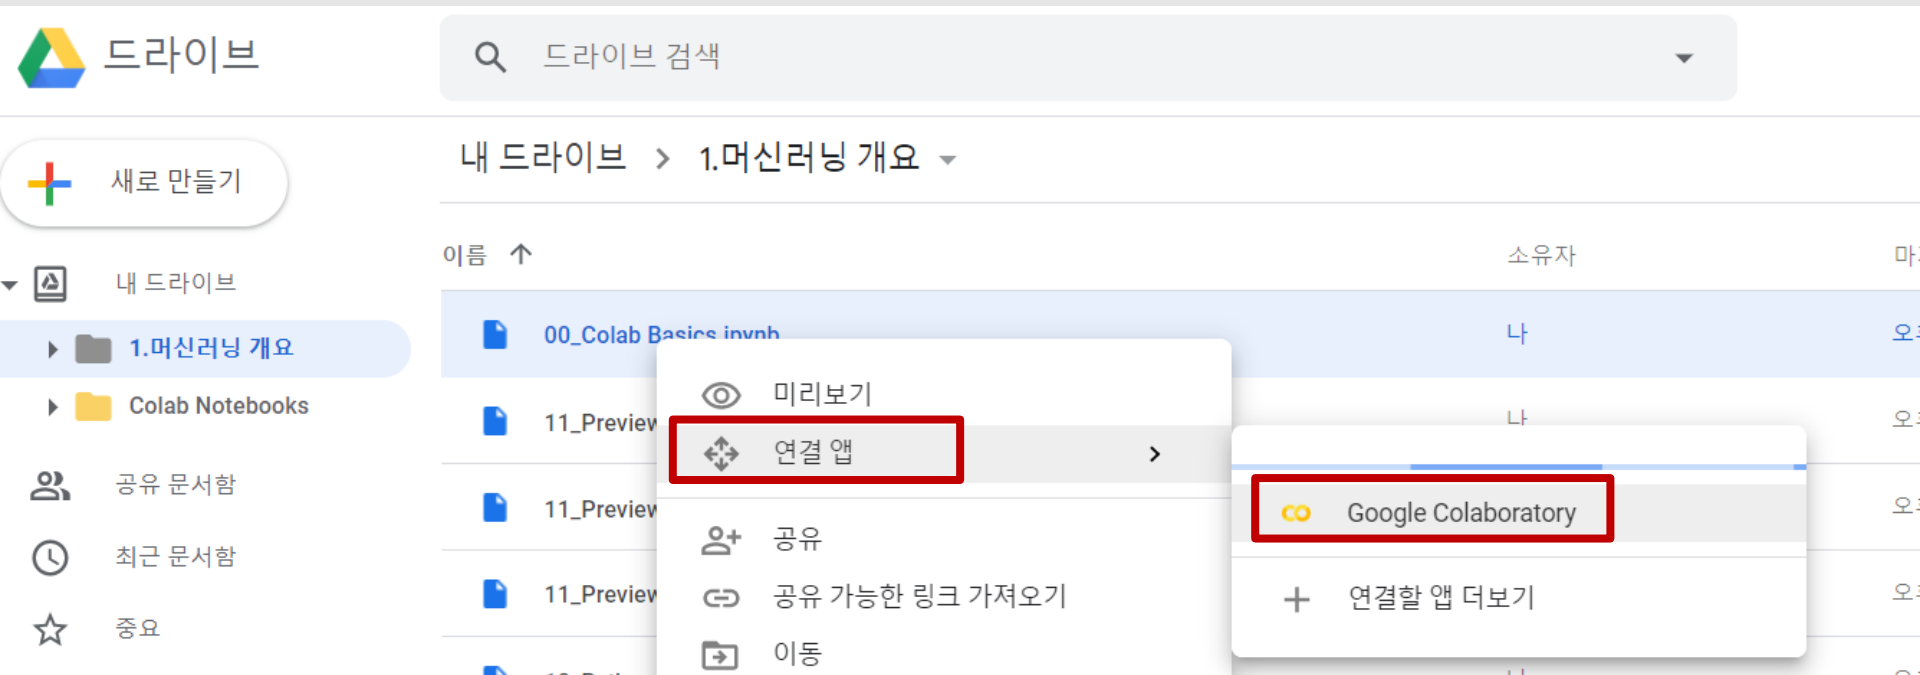 드라이브
드라이브 검색
새로 만들기
내 드라이브
1.머신러닝 개요
Colab Notebooks
공유 문서함
최근 문서함
중요
내 드라이브 > 1.머신러닝 개요
이름
소유자
00_Colab Basics.ipynb
나
11_Preview
나
11_Preview
11_Preview
미리보기
연결 앱
공유
공유 가능한 링크 가져오기
이동
Google Colaboratory
연결할 앱 더보기